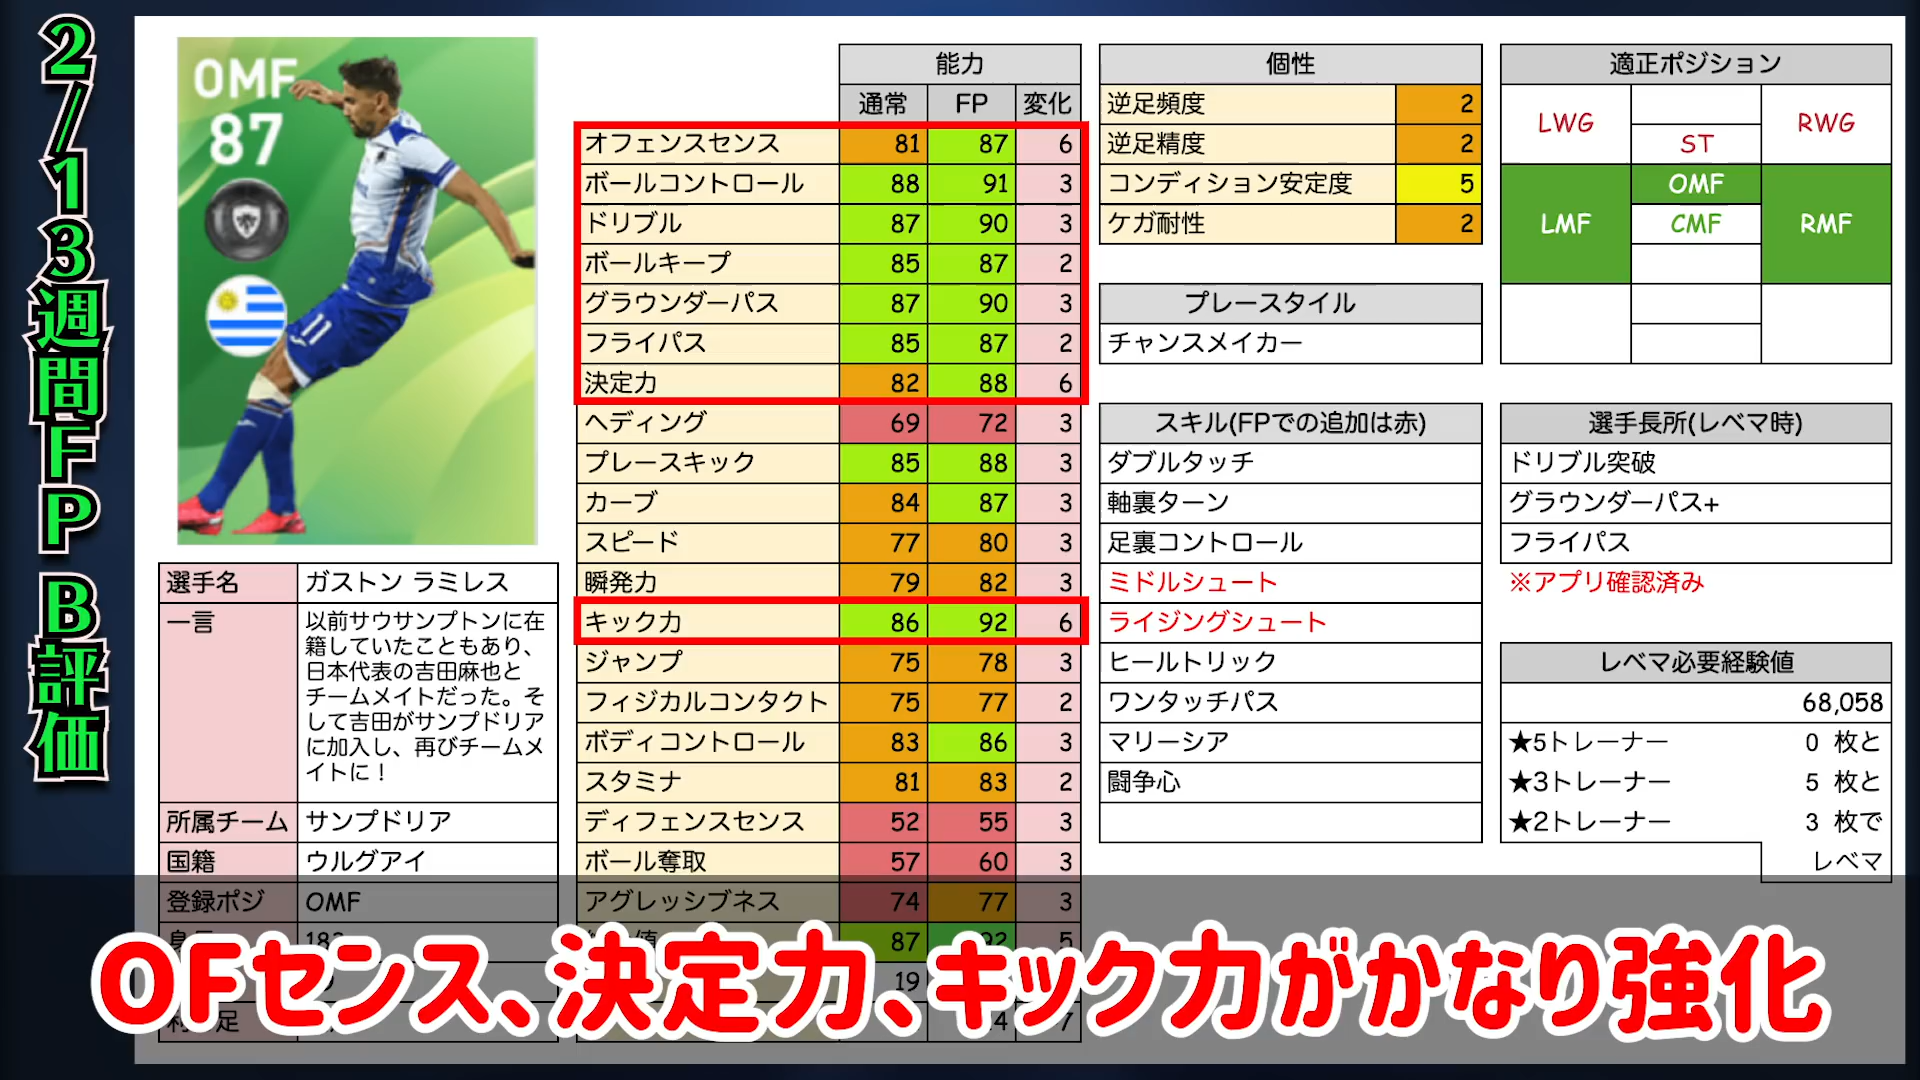 2/13週間FP B評価
OMF
87
11
選手名 ガストン ラミレス
一言 以前サウサンプトンに在
籍していたこともあり、
日本代表の吉田麻也と
チームメイトだった。そ
して吉田がサンプドリア
に加入し、再びチームメ
イトに！
所属チーム サンプドリア
国籍 ウルグアイ
登録ポジ OMF
能力
通常 FP 変化
オフェンスセンス 81 87 6
ボールコントロール 88 91 3
ドリブル 87 90 3
ボールキープ 85 87 2
グラウンダーパス 87 90 3
フライパス 85 87 2
決定力 82 88 6
ヘディング 69 72 3
プレースキック 85 88 3
カーブ 84 87 3
スピード 77 80 3
瞬発力 79 82 3
キック力 86 92 6
ジャンプ 75 78 3
フィジカルコンタクト 75 77 2
ボディコントロール 83 86 3
スタミナ 81 83 2
ディフェンスセンス 52 55 3
ボール奪取 57 60 3
アグレッシブネス 74 77 3
87 92 5
19
個性
逆足頻度 2
逆足精度 2
コンディション安定度 5
ケガ耐性 2
プレースタイル
チャンスメイカー
スキル(FPでの追加は赤)
ダブルタッチ
軸裏ターン
足裏コントロール
ミドルシュート
ライジングシュート
ヒールトリック
ワンタッチパス
マリーシア
闘争心
適正ポジション
LWG ST RWG
LMF OMF RMF
CMF
選手長所(レベマ時)
ドリブル突破
グラウンダーパス+
フライパス
※アプリ確認済み
レベマ必要経験値
68,058
★5トレーナー 0 枚と
★3トレーナー 5 枚と
★2トレーナー 3 枚で
レベマ
OFセンス、決定力、キック力がかなり強化